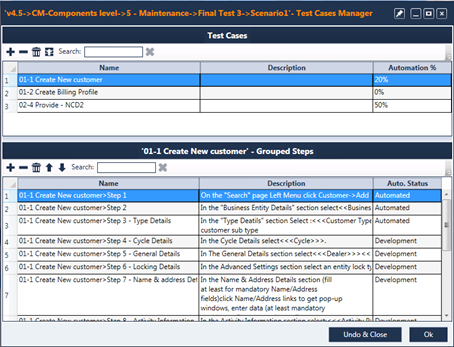 'v4.5->CM-Components level->5 - Maintenance->Final Test 3->Scenario1'- Test Cases Manager
Test Cases
Search:
Name Description Automation %
1 01-1 Create New customer 20%
2 01-2 Create Billing Profile 0%
3 02-4 Provide - NCD2 50%
'01-1 Create New customer' - Grouped Steps
Search:
Name Description Auto. Status
1 01-1 Create New customer>Step 1 On the "Search" page Left Menu click Customer->Add Automated
2 01-1 Create New customer>Step 2 In the "Business Entity Details" section select<<Busines Automated
3 01-1 Create New customer>Step 3 - Type Details In the "Type Deatils" section Select :<<<Customer Type Automated
customer sub type
4 01-1 Create New customer>Step 4 - Cycle Details In the Cycle Details select<<<Cycle>>>. Development
5 01-1 Create New customer>Step 5 - General Details In The General Details section select<<<Dealer>>>< Development
6 01-1 Create New customer>Step 6 - Locking Details In the Advanced Settings section select an entity lock ty Development
7 01-1 Create New customer>Step 7 - Name & address Det In the Name & Address Details section (fill Development
at least for mandatory Name/Address
fields)click Name/Address links to get pop-up
windows, enter data (at least mandatory
01-1 Create New customer>Step 8 - Activity Information In the Activity Information section select Development
Undo & Close Ok